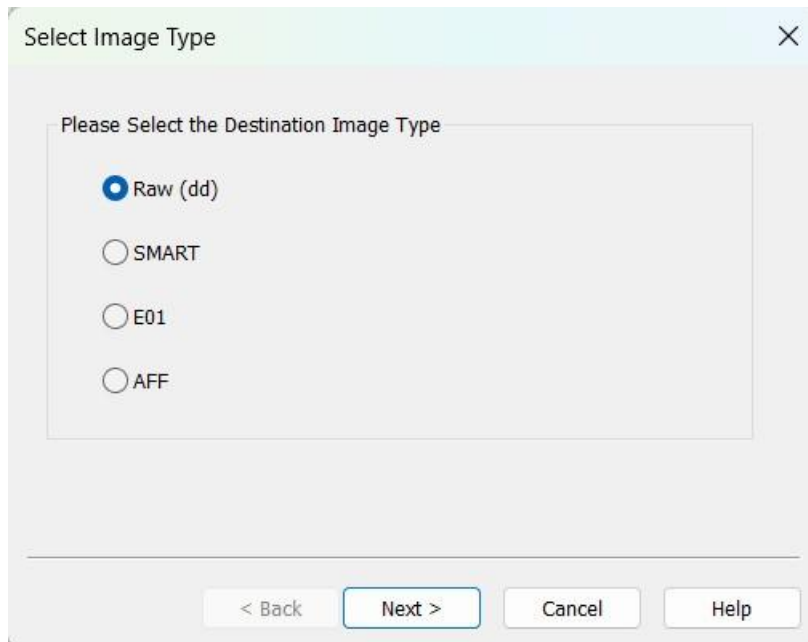 Select Image Type
Please Select the Destination Image Type
Raw (dd)
SMART
E01
AFF
< Back Next > Cancel Help